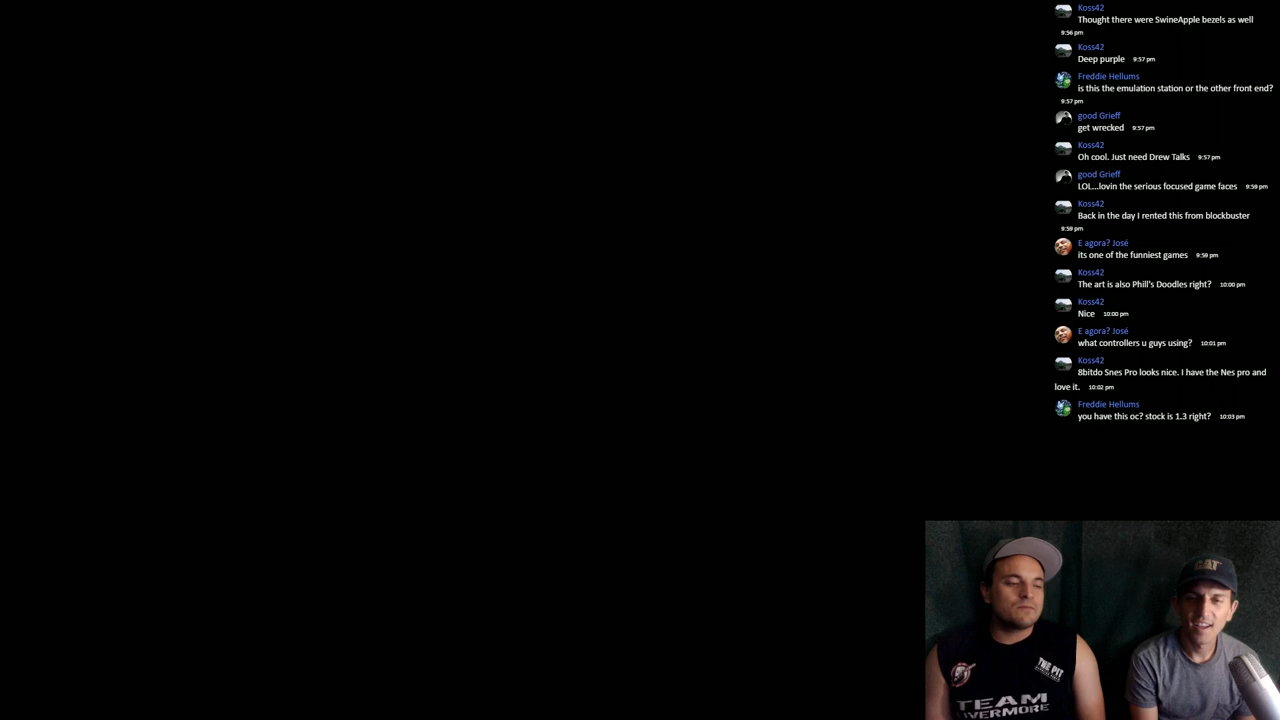 Koss42
Thought there were SwineApple bezels as well
9:56 pm
Koss42
Deep purple 9:57 pm
Freddie Hellums
is this the emulation station or the other front end?
9:57 pm
good Grieff
get wrecked 9:57 pm
Koss42
Oh cool. Just need Drew Talks 9:57 pm
good Grieff
LOL...lovin the serious focused game faces 9:59 pm
Koss42
Back in the day I rented this from blockbuster
9:59 pm
E agora? José
its one of the funniest games 9:59 pm
Koss42
The art is also Phill's Doodles right? 10:00 pm
Koss42
Nice 10:00 pm
E agora? José
what controllers u guys using? 10:01 pm
Koss42
8bitdo Snes Pro looks nice. I have the Nes pro and
love it. 10:02 pm
Freddie Hellums
you have this oc? stock is 1.3 right? 10:03 pm
CAT
THE PIT
TEAM
LIVERMORE